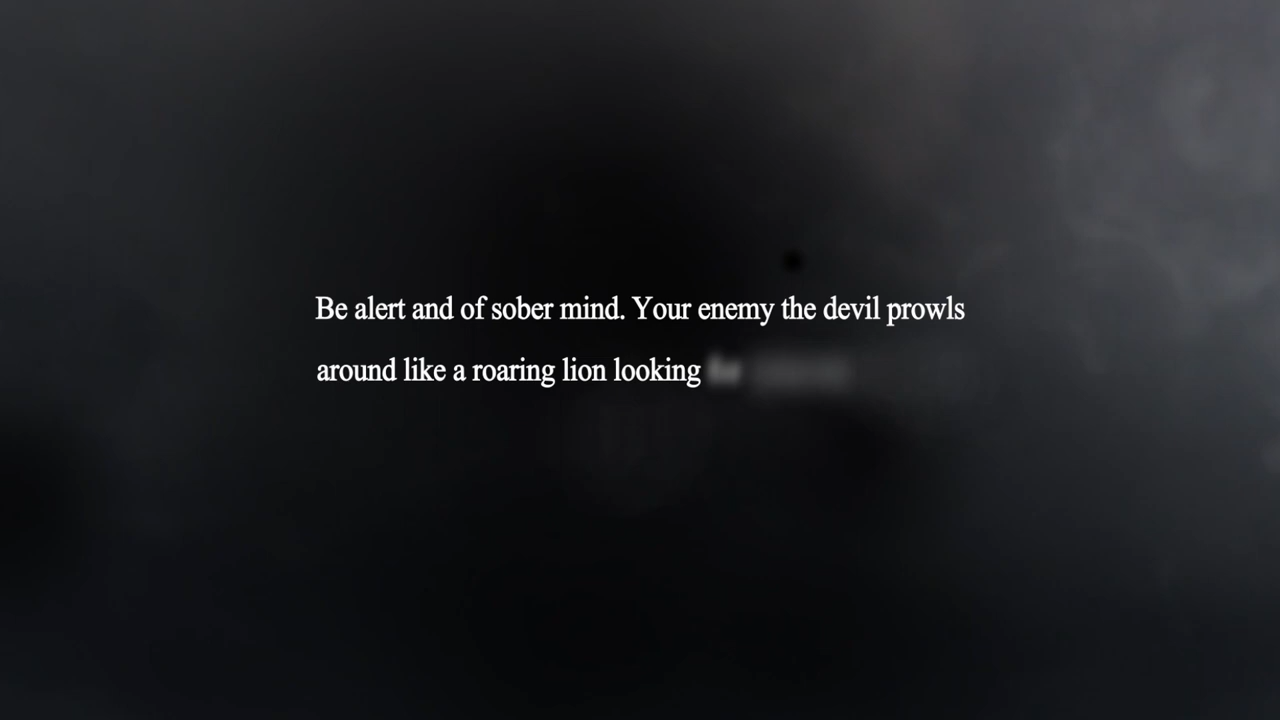 Be alert and of sober mind. Your enemy the devil prowls
around like a roaring lion looking